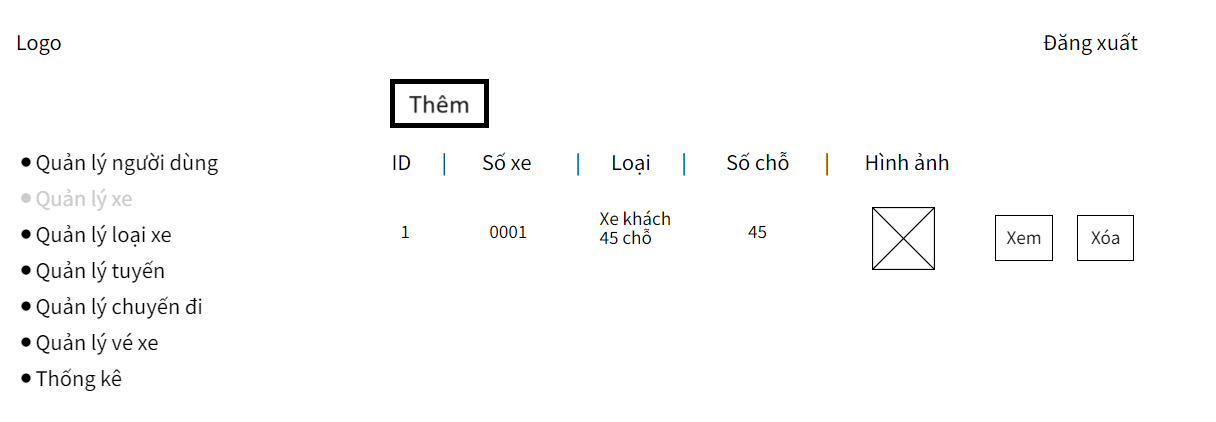 Logo
Đăng xuất
Thêm
Quản lý người dùng
Quản lý xe
Quản lý loại xe
Quản lý tuyến
Quản lý chuyến đi
Quản lý vé xe
Thống kê
ID | Số xe | Loại | Số chỗ | Hình ảnh
1 0001 Xe khách 45
45 chỗ
Xem Xóa